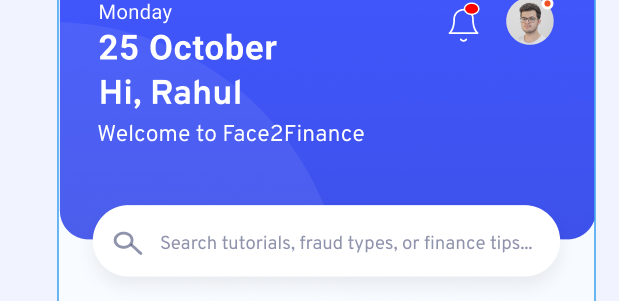 Monday
25 October
Hi, Rahul
Welcome to Face2Finance
Search tutorials, fraud types, or finance tips...